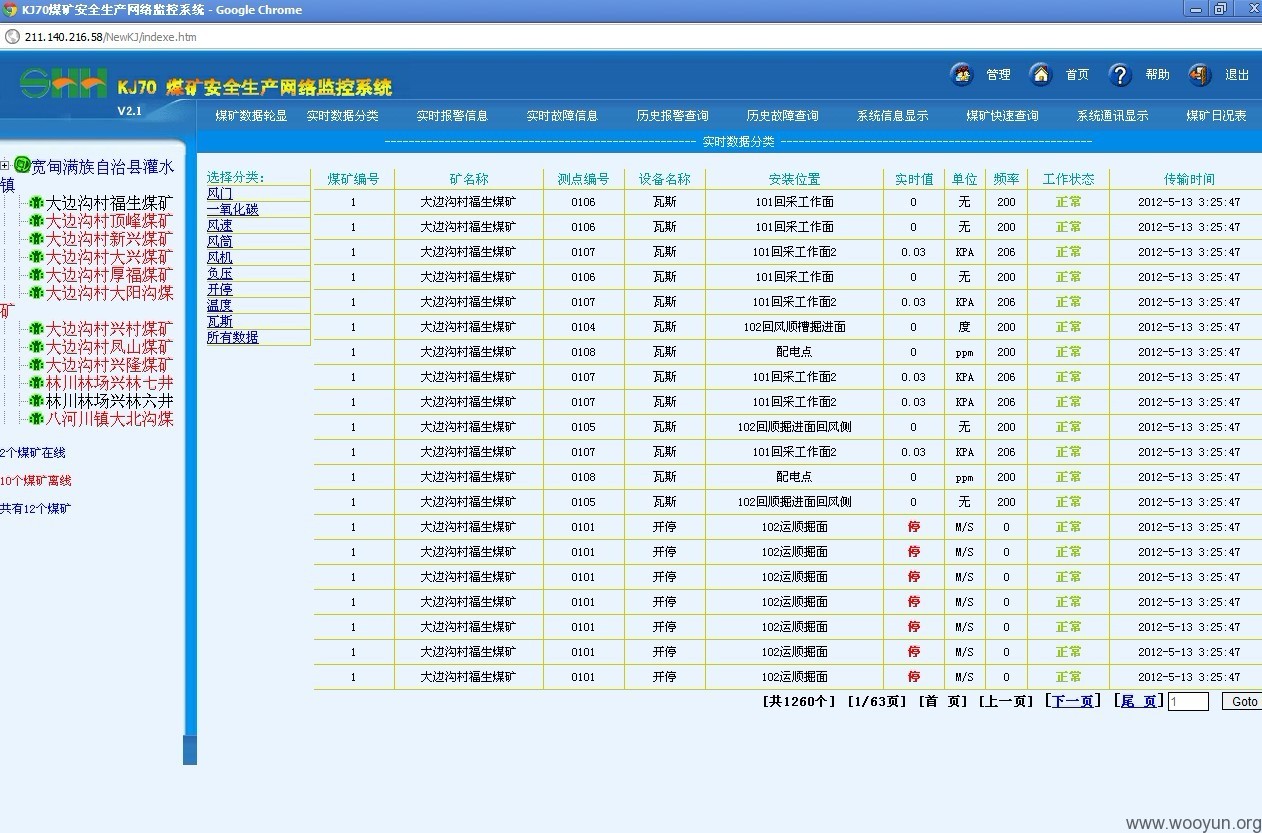 KJ70煤矿安全生产网络监控系统 - Google Chrome
211.140.216.58/NewKJ/indexe.htm
SHH KJ70 煤矿安全生产网络监控系统
V2.1
管理 首页 帮助 退出
煤矿数据轮显 实时数据分类 实时报警信息 实时故障信息 历史报警查询 历史故障查询 系统信息显示 煤矿快速查询 系统通讯显示 煤矿日况表
实时数据分类
宽甸满族自治县灌水
镇
大边沟村福生煤矿
大边沟村顶峰煤矿
大边沟村新兴煤矿
大边沟村大兴煤矿
大边沟村厚福煤矿
大边沟村大阳沟煤
矿
大边沟村兴村煤矿
大边沟村凤山煤矿
大边沟村兴隆煤矿
林川林场兴林七井
林川林场兴林六井
八河川镇大北沟煤
2个煤矿在线
10个煤矿离线
共有12个煤矿
选择分类:
风门
一氧化碳
风速
风筒
风机
负压
开停
温度
瓦斯
所有数据
煤矿编号 矿名称 测点编号 设备名称 安装位置 实时值 单位 频率 工作状态 传输时间
1 大边沟村福生煤矿 0106 瓦斯 101回采工作面 0 无 200 正常 2012-5-13 3:25:47
1 大边沟村福生煤矿 0106 瓦斯 101回采工作面 0 无 200 正常 2012-5-13 3:25:47
1 大边沟村福生煤矿 0107 瓦斯 101回采工作面2 0.03 KPA 206 正常 2012-5-13 3:25:47
1 大边沟村福生煤矿 0106 瓦斯 101回采工作面 0 无 200 正常 2012-5-13 3:25:47
1 大边沟村福生煤矿 0107 瓦斯 101回采工作面2 0.03 KPA 206 正常 2012-5-13 3:25:47
1 大边沟村福生煤矿 0104 瓦斯 102回风顺槽掘进面 0 度 200 正常 2012-5-13 3:25:47
1 大边沟村福生煤矿 0108 瓦斯 配电点 0 ppm 200 正常 2012-5-13 3:25:47
1 大边沟村福生煤矿 0107 瓦斯 101回采工作面2 0.03 KPA 206 正常 2012-5-13 3:25:47
1 大边沟村福生煤矿 0107 瓦斯 101回采工作面2 0.03 KPA 206 正常 2012-5-13 3:25:47
1 大边沟村福生煤矿 0105 瓦斯 102回顺掘进面回风侧 0 无 200 正常 2012-5-13 3:25:47
1 大边沟村福生煤矿 0107 瓦斯 101回采工作面2 0.03 KPA 206 正常 2012-5-13 3:25:47
1 大边沟村福生煤矿 0108 瓦斯 配电点 0 ppm 200 正常 2012-5-13 3:25:47
1 大边沟村福生煤矿 0105 瓦斯 102回顺掘进面回风侧 0 无 200 正常 2012-5-13 3:25:47
1 大边沟村福生煤矿 0101 开停 102运顺掘面 停 M/S 0 正常 2012-5-13 3:25:47
1 大边沟村福生煤矿 0101 开停 102运顺掘面 停 M/S 0 正常 2012-5-13 3:25:47
1 大边沟村福生煤矿 0101 开停 102运顺掘面 停 M/S 0 正常 2012-5-13 3:25:47
1 大边沟村福生煤矿 0101 开停 102运顺掘面 停 M/S 0 正常 2012-5-13 3:25:47
1 大边沟村福生煤矿 0101 开停 102运顺掘面 停 M/S 0 正常 2012-5-13 3:25:47
1 大边沟村福生煤矿 0101 开停 102运顺掘面 停 M/S 0 正常 2012-5-13 3:25:47
1 大边沟村福生煤矿 0101 开停 102运顺掘面 停 M/S 0 正常 2012-5-13 3:25:47
[共1260个] [1/63页] [首 页] [上一页] [下一页] [尾 页] 1 Goto
www.wooyun.org